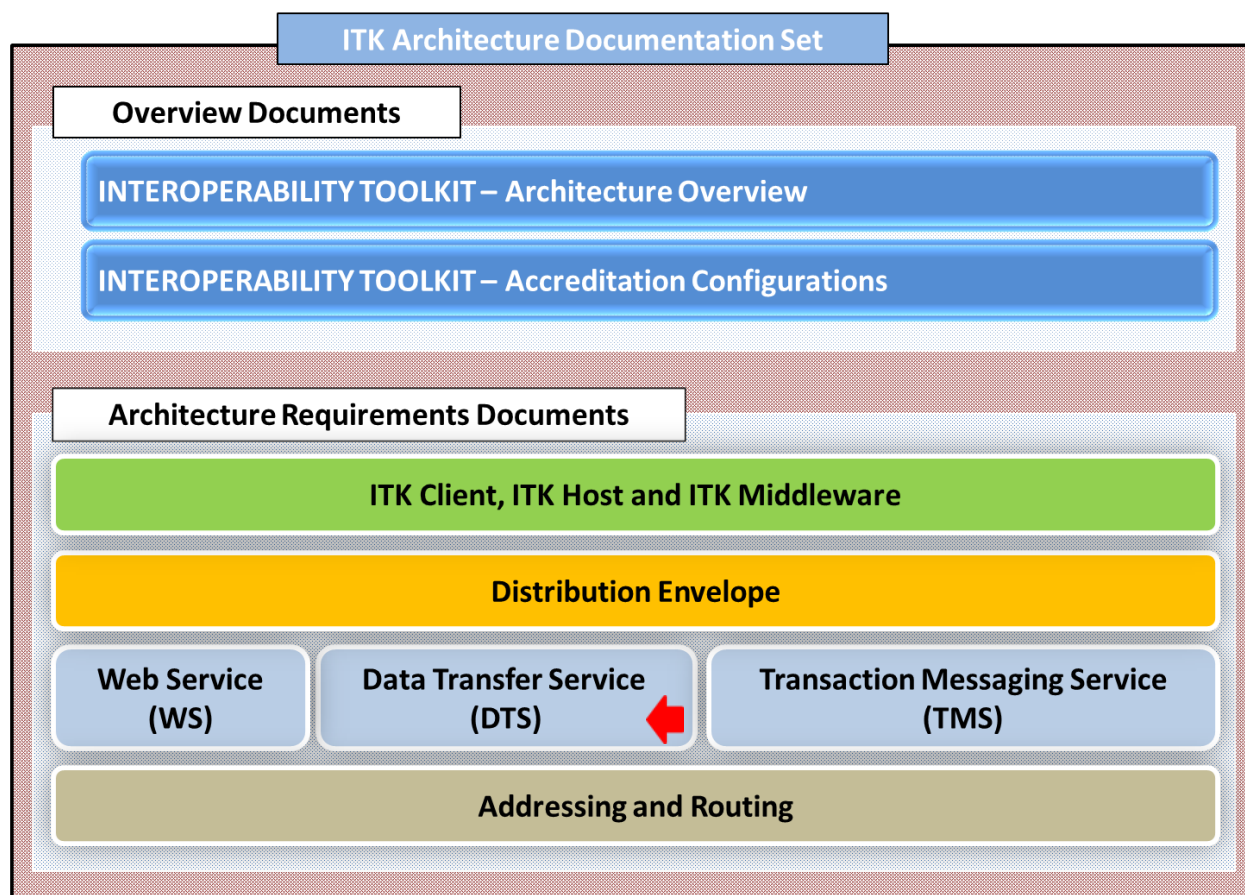 ITK Architecture Documentation Set
Overview Documents
INTEROPERABILITY TOOLKIT – Architecture Overview
INTEROPERABILITY TOOLKIT – Accreditation Configurations
Architecture Requirements Documents
ITK Client, ITK Host and ITK Middleware
Distribution Envelope
Web Service
(WS)
Data Transfer Service
(DTS)
Transaction Messaging Service
(TMS)
Addressing and Routing